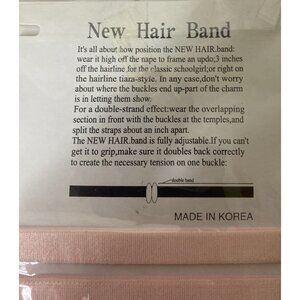 New Hair Band
It's all about how position the NEW HAIR.band:
wear it high off the nape to frame an updo;3 inches
off the hairline for the classic schoolgirl;or right on
the hairline tiara-style. In any case,don't worry
about where the buckles end up-part of the charm
is in letting them show.
For a double-strand effect:wear the overlapping
section in front with the buckles at the temples,and
split the straps about an inch apart.
The NEW HAIR.band is fully adjustable.If you can't
get it to grip,make sure it doubles back correctly
to create the necessary tension on one buckle:
double band
MADE IN KOREA